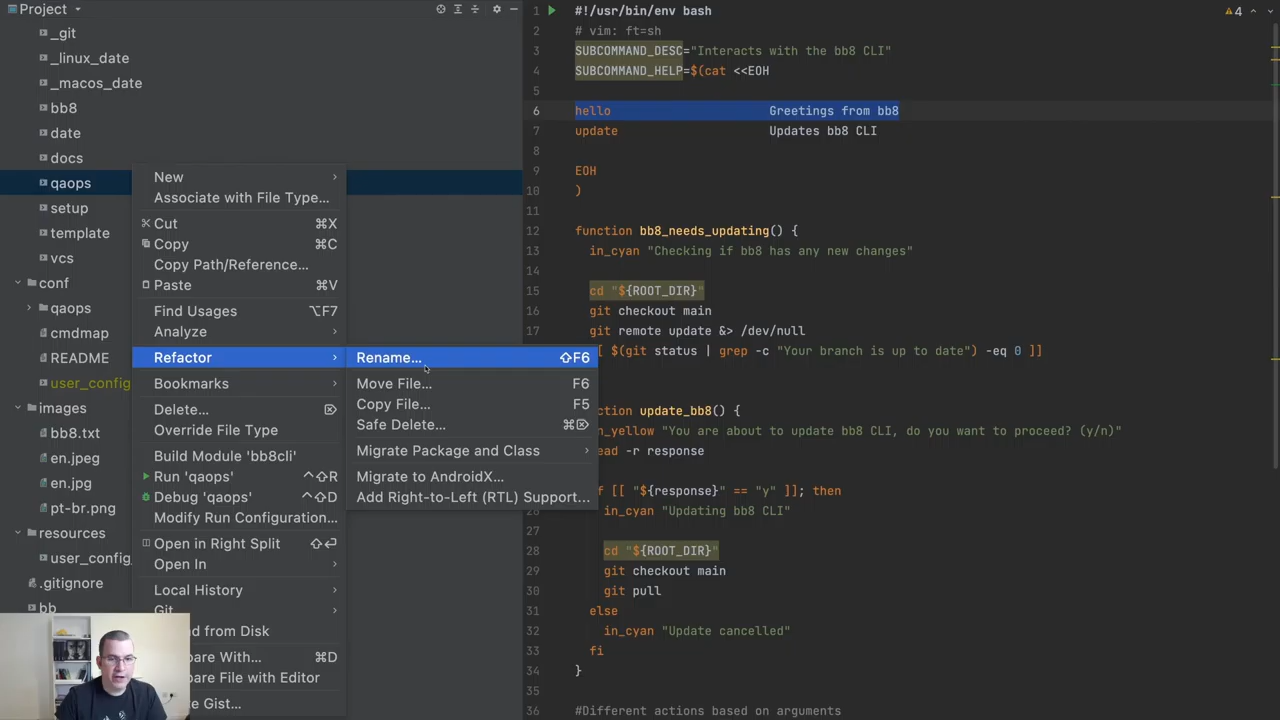 Project
_git
_linux_date
_macos_date
bb8
date
docs
qaops
setup
template
vcs
conf
qaops
cmdmap
README
user_config
images
bb8.txt
en.jpeg
en.jpg
pt-br.png
resources
user_config
.gitignore
bb
New
Associate with File Type...
Cut ⌘X
Copy ⌘C
Copy Path/Reference...
Paste ⌘V
Find Usages ⌥F7
Analyze
Refactor
Bookmarks
Delete... ⌦
Override File Type
Build Module 'bb8cli'
Run 'qaops' ^⇧R
Debug 'qaops' ^⇧D
Modify Run Configuration...
Open in Right Split ⇧⏎
Open In
Local History
Git
d from Disk
pare With... ⌘D
pare File with Editor
te Gist...
Rename... ⇧F6
Move File... F6
Copy File... F5
Safe Delete... ⌘⌦
Migrate Package and Class
Migrate to AndroidX...
Add Right-to-Left (RTL) Support...
4
1 #!/usr/bin/env bash
2 # vim: ft=sh
3 SUBCOMMAND_DESC="Interacts with the bb8 CLI"
4 SUBCOMMAND_HELP=$(cat <<EOH
5
6 hello Greetings from bb8
7 update Updates bb8 CLI
8
9 EOH
10 )
11
12 function bb8_needs_updating() {
13 in_cyan "Checking if bb8 has any new changes"
14
15 cd "${ROOT_DIR}"
16 git checkout main
17 git remote update &> /dev/null
[ $(git status | grep -c "Your branch is up to date") -eq 0 ]]
ction update_bb8() {
n_yellow "You are about to update bb8 CLI, do you want to proceed? (y/n)"
ead -r response
f [[ "${response}" == "y" ]]; then
26 in_cyan "Updating bb8 CLI"
27
28 cd "${ROOT_DIR}"
29 git checkout main
30 git pull
31 else
32 in_cyan "Update cancelled"
33 fi
34 }
35
36 #Different actions based on arguments